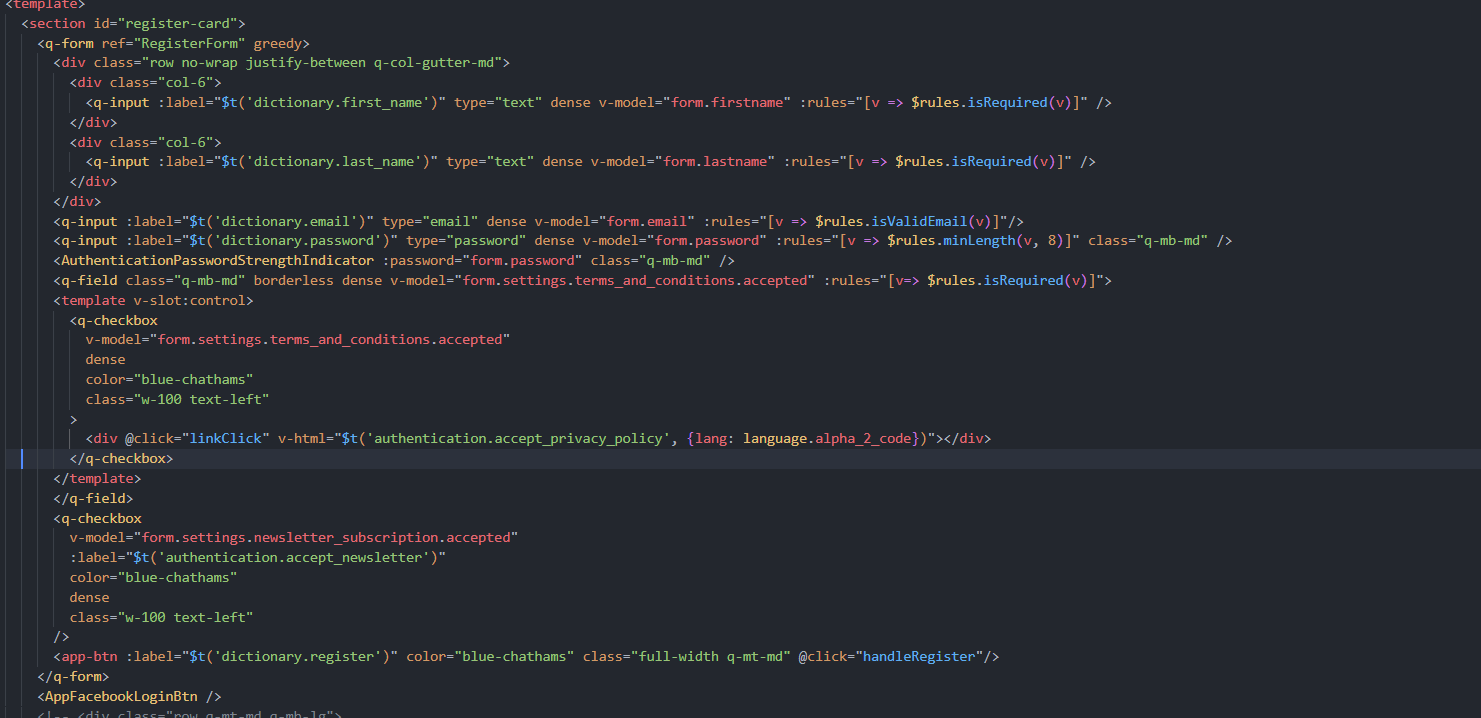 <template>
<section id="register-card">
<q-form ref="RegisterForm" greedy>
<div class="row no-wrap justify-between q-col-gutter-md">
<div class="col-6">
<q-input :label="$t('dictionary.first_name')" type="text" dense v-model="form.firstname" :rules="[v => $rules.isRequired(v)]" />
</div>
<div class="col-6">
<q-input :label="$t('dictionary.last_name')" type="text" dense v-model="form.lastname" :rules="[v => $rules.isRequired(v)]" />
</div>
</div>
<q-input :label="$t('dictionary.email')" type="email" dense v-model="form.email" :rules="[v => $rules.isValidEmail(v)]"/>
<q-input :label="$t('dictionary.password')" type="password" dense v-model="form.password" :rules="[v => $rules.minLength(v, 8)]" class="q-mb-md" />
<AuthenticationPasswordStrengthIndicator :password="form.password" class="q-mb-md" />
<q-field class="q-mb-md" borderless dense v-model="form.settings.terms_and_conditions.accepted" :rules="[v=> $rules.isRequired(v)]">
<template v-slot:control>
<q-checkbox
v-model="form.settings.terms_and_conditions.accepted"
dense
color="blue-chathams"
class="w-100 text-left"
>
<div @click="linkClick" v-html="$t('authentication.accept_privacy_policy', {lang: language.alpha_2_code})"></div>
</q-checkbox>
</template>
</q-field>
<q-checkbox
v-model="form.settings.newsletter_subscription.accepted"
:label="$t('authentication.accept_newsletter')"
color="blue-chathams"
dense
class="w-100 text-left"
/>
<app-btn :label="$t('dictionary.register')" color="blue-chathams" class="full-width q-mt-md" @click="handleRegister"/>
</q-form>
<AppFacebookLoginBtn />
<!-- <div class="row q-mt-md q-mb-lg">